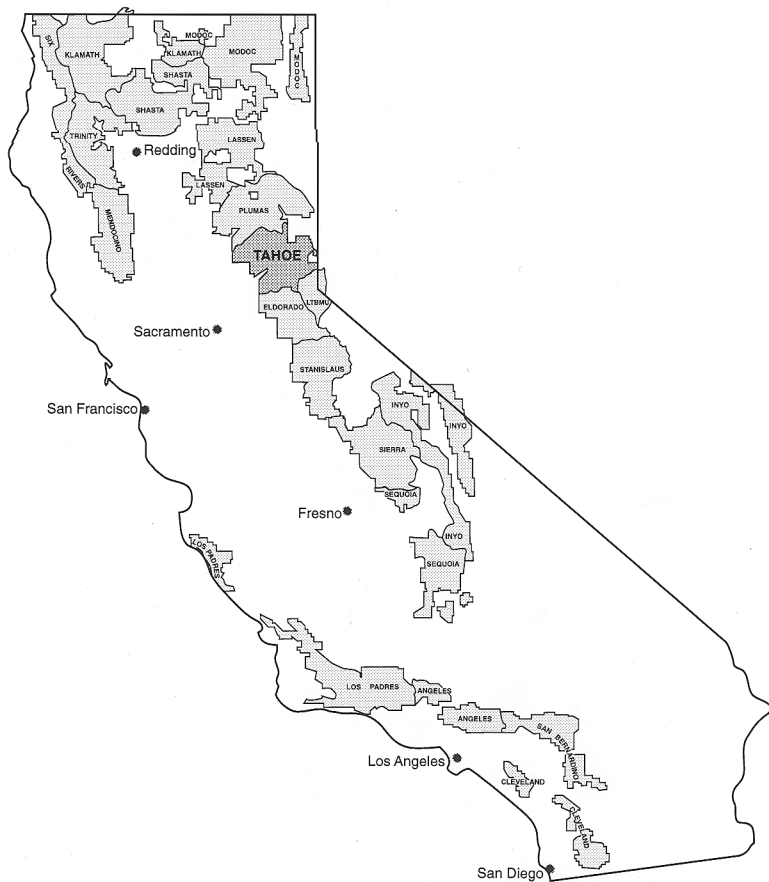 SIX
KLAMATH
MODOC
KLAMATH
MODOC
MODOC
SHASTA
SHASTA
TRINITY
LASSEN
Redding
RIVERS
LASSEN
MENDOCINO
PLUMAS
TAHOE
ELDORADO
LTBMU
Sacramento
STANISLAUS
San Francisco
INYO
INYO
SIERRA
SEQUOIA
Fresno
INYO
LOS PADRES
SEQUOIA
LOS PADRES
ANGELES
ANGELES
SAN BERNARDINO
Los Angeles
CLEVELAND
CLEVELAND
San Diego